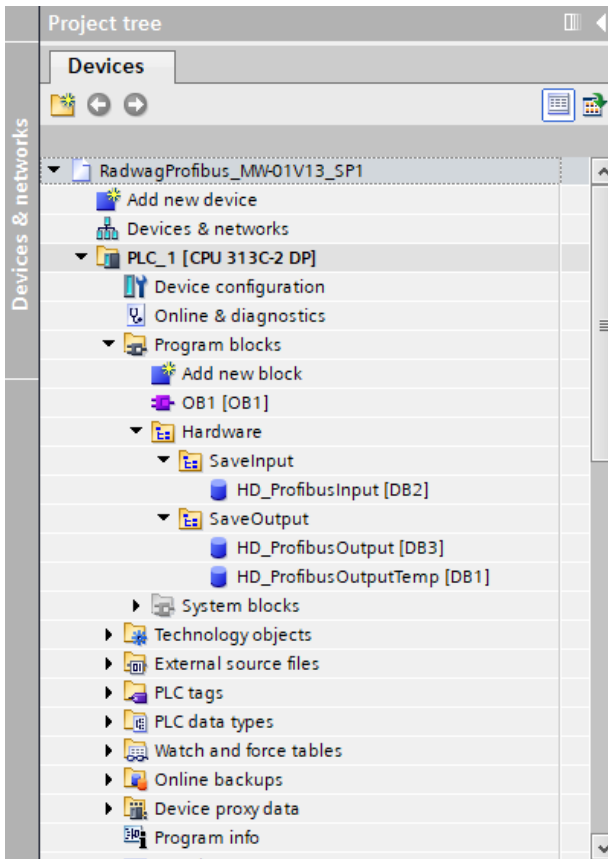 Project tree
Devices
Devices & networks
RadwagProfibus_MW-01V13_SP1
Add new device
Devices & networks
PLC_1 [CPU 313C-2 DP]
Device configuration
Online & diagnostics
Program blocks
Add new block
OB1 [OB1]
Hardware
SaveInput
HD_ProfibusInput [DB2]
SaveOutput
HD_ProfibusOutput [DB3]
HD_ProfibusOutputTemp [DB1]
System blocks
Technology objects
External source files
PLC tags
PLC data types
Watch and force tables
Online backups
Device proxy data
Program info